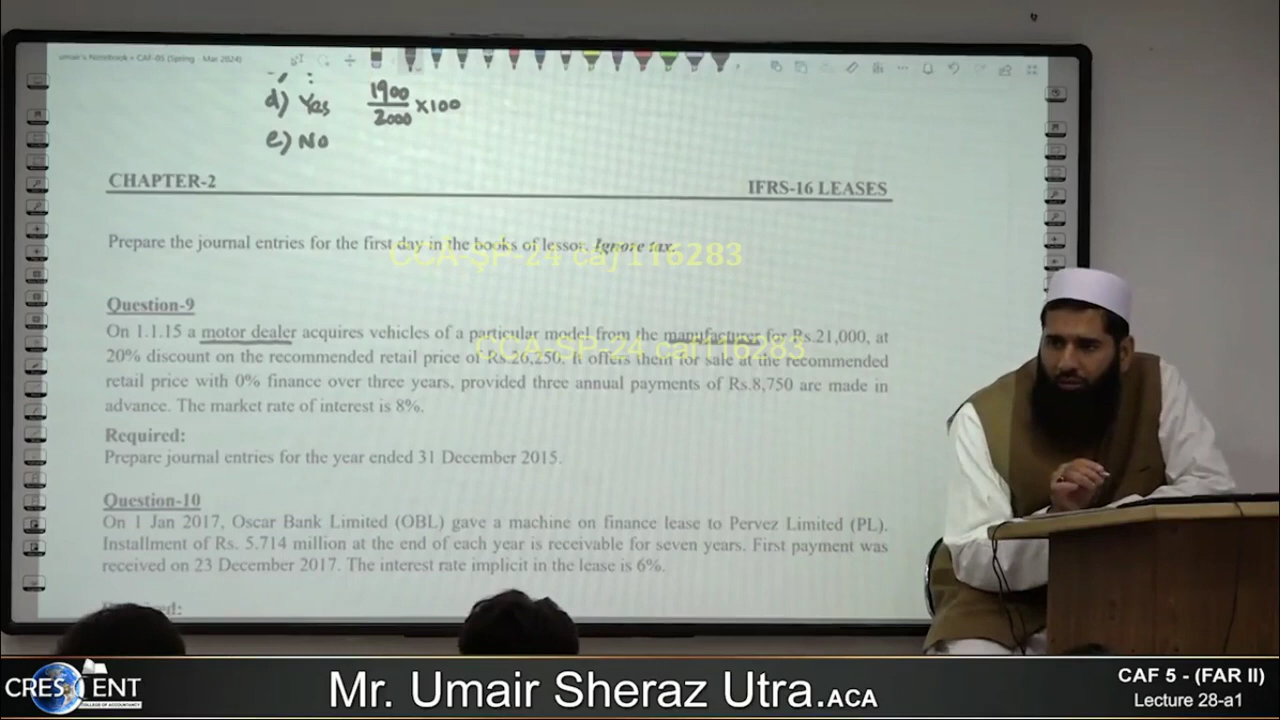 umair's Notebook » CAF-05 (Spring - Mar 2024)
d) Yes 1900
2000 ×100
e) No
CHAPTER-2 IFRS-16 LEASES
Prepare the journal entries for the first day in the books of lessor. Ignore tax.
CCA-SP-24 caf 116283
Question-9
On 1.1.15 a motor dealer acquires vehicles of a particular model from the manufacturer for Rs.21,000, at
CCA-SP-24 caf116283
20% discount on the recommended retail price of Rs26,250. It offers them for sale at the recommended
retail price with 0% finance over three years, provided three annual payments of Rs.8,750 are made in
advance. The market rate of interest is 8%.
Required:
Prepare journal entries for the year ended 31 December 2015.
Question-10
On 1 Jan 2017, Oscar Bank Limited (OBL) gave a machine on finance lease to Pervez Limited (PL).
Installment of Rs. 5.714 million at the end of each year is receivable for seven years. First payment was
received on 23 December 2017. The interest rate implicit in the lease is 6%.
CRESCENT
COLLEGE OF ACCOUNTANCY
Mr. Umair Sheraz Utra.ACA
CAF 5 - (FAR II)
Lecture 28-a1